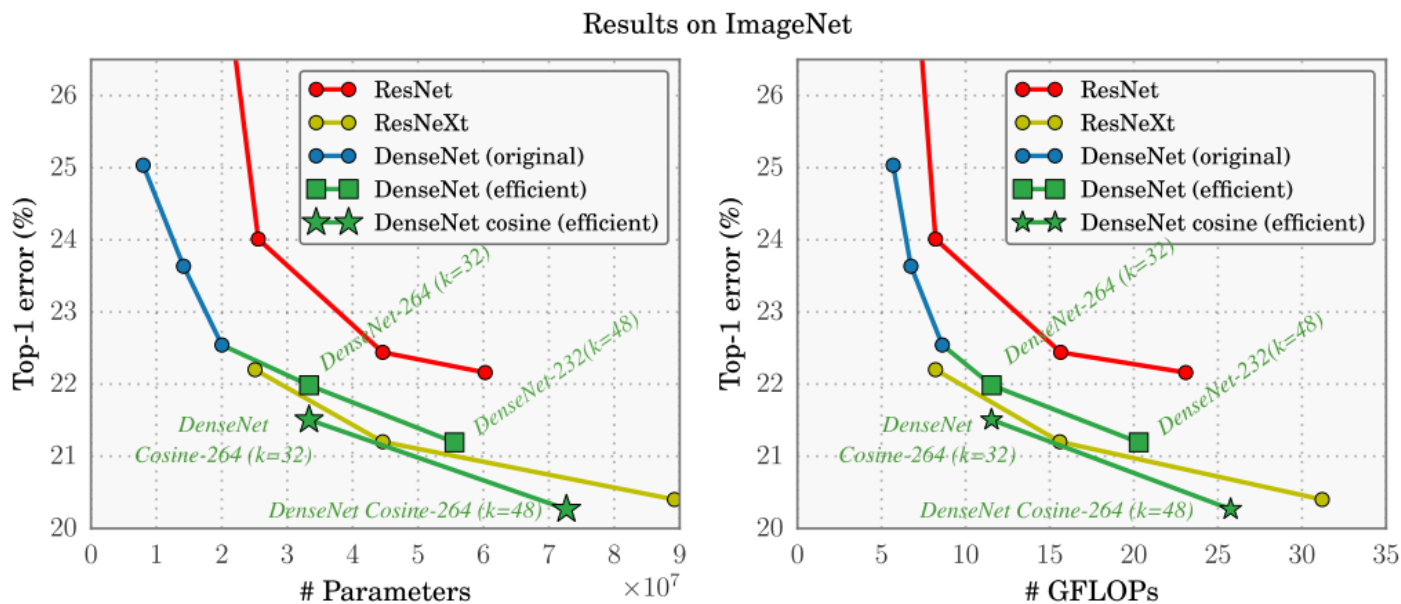 Results on ImageNet
Top-1 error (%)
26
25
24
23
22
21
20
ResNet
ResNeXt
DenseNet (original)
DenseNet (efficient)
DenseNet cosine (efficient)
DenseNet-264 (k=32)
DenseNet-232(k=48)
DenseNet
Cosine-264 (k=32)
DenseNet Cosine-264 (k=48)
0 1 2 3 4 5 6 7 8 9
# Parameters
×10⁷
Top-1 error (%)
26
25
24
23
22
21
20
ResNet
ResNeXt
DenseNet (original)
DenseNet (efficient)
DenseNet cosine (efficient)
DenseNet-264 (k=32)
DenseNet-232(k=48)
DenseNet
Cosine-264 (k=32)
DenseNet Cosine-264 (k=48)
0 5 10 15 20 25 30 35
# GFLOPs